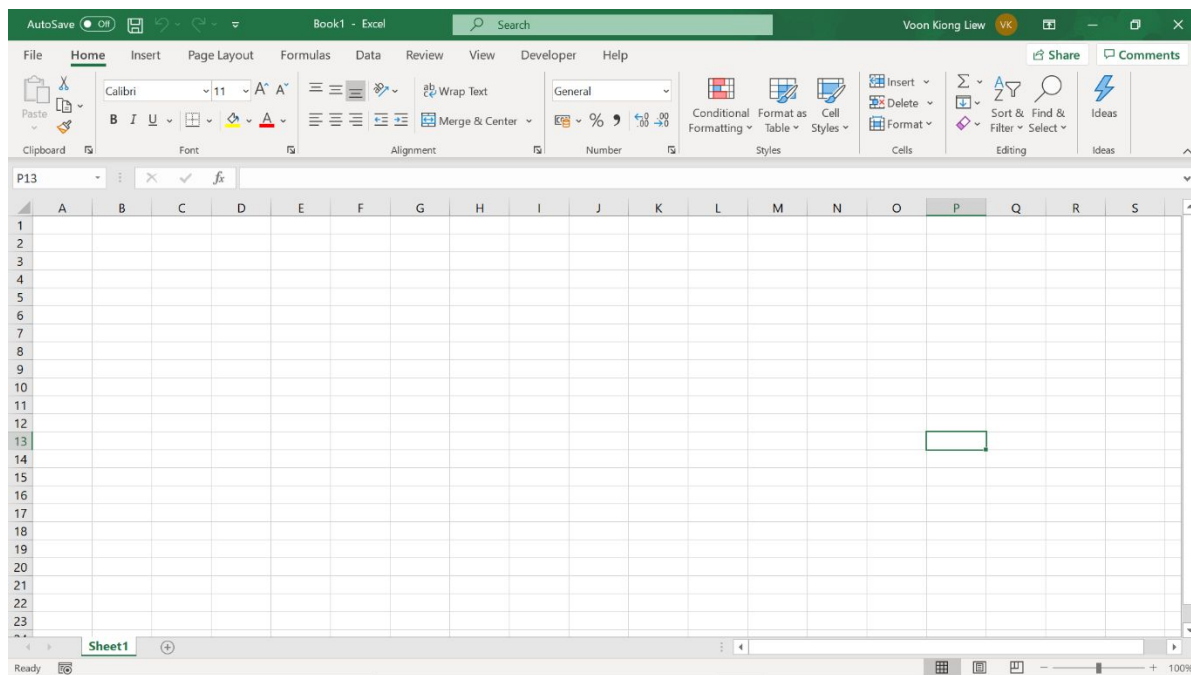 AutoSave Off Book1 - Excel Search Voon Kiong Liew VK
File Home Insert Page Layout Formulas Data Review View Developer Help Share Comments
Paste
Calibri 11
B I U A
ab Wrap Text
Merge & Center
General
% 9
Conditional Formatting
Format as Table
Cell Styles
Insert
Delete
Format
Sort & Filter
Find & Select
Ideas
Clipboard Font Alignment Number Styles Cells Editing Ideas
P13 fx
A B C D E F G H I J K L M N O P Q R S
1
2
3
4
5
6
7
8
9
10
11
12
13
14
15
16
17
18
19
20
21
22
23
Sheet1
Ready 100%